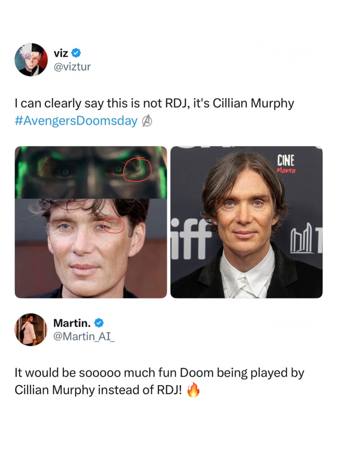 viz
@viztur
I can clearly say this is not RDJ, it's Cillian Murphy
#AvengersDoomsday
CINE
iff
Martin.
@Martin_AI_
It would be sooooo much fun Doom being played by
Cillian Murphy instead of RDJ! 🔥